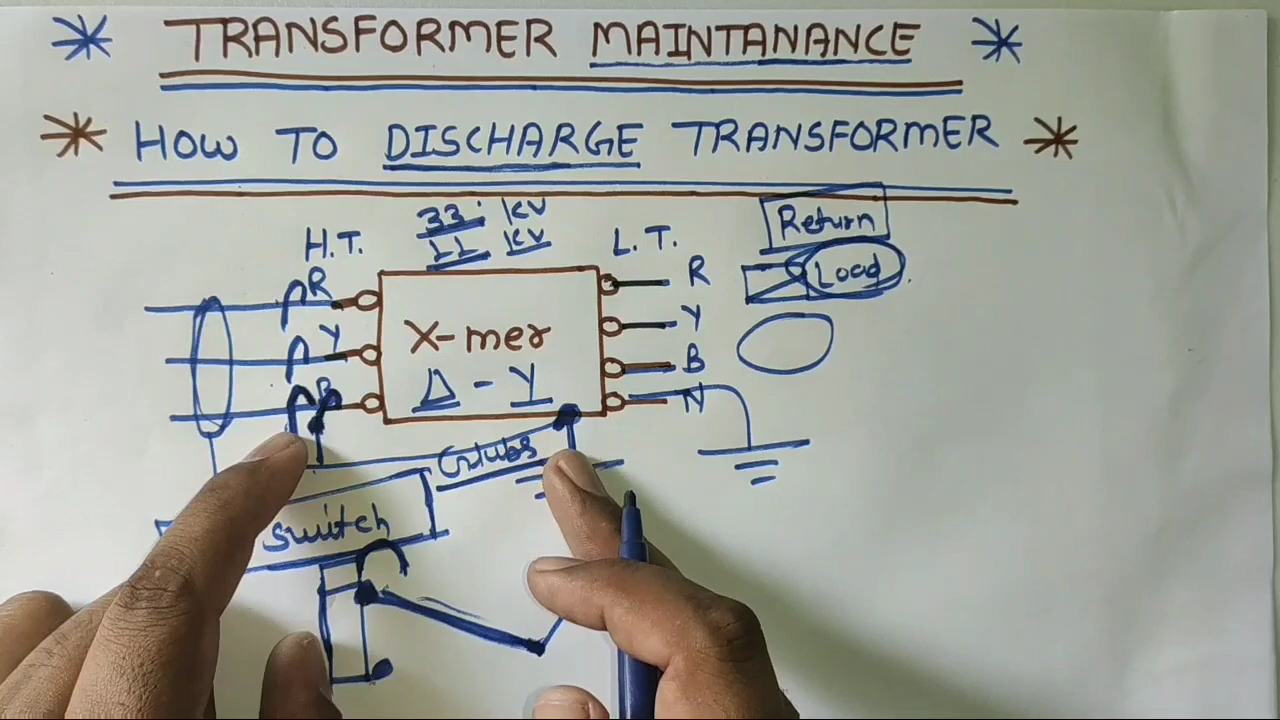 * TRANSFORMER MAINTANANCE *
* HOW TO DISCHARGE TRANSFORMER *
33 KV
11 KV
H.T.
L.T.
Return
Load
R
R
Y
Y
B
B
N
X-mer
Δ - Y
switch